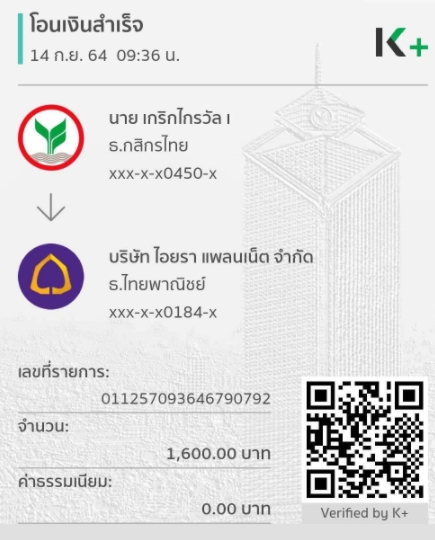 โอนเงินสำเร็จ
14 ก.ย. 64 09:36 น.
K+
นาย เกริกไกรวัล เ
ธ.กสิกรไทย
xxx-x-x0450-x
บริษัท ไอยรา แพลนเน็ต จำกัด
ธ.ไทยพาณิชย์
xxx-x-x0184-x
เลขที่รายการ:
011257093646790792
จำนวน:
1,600.00 บาท
ค่าธรรมเนียม:
0.00 บาท
Verified by K+